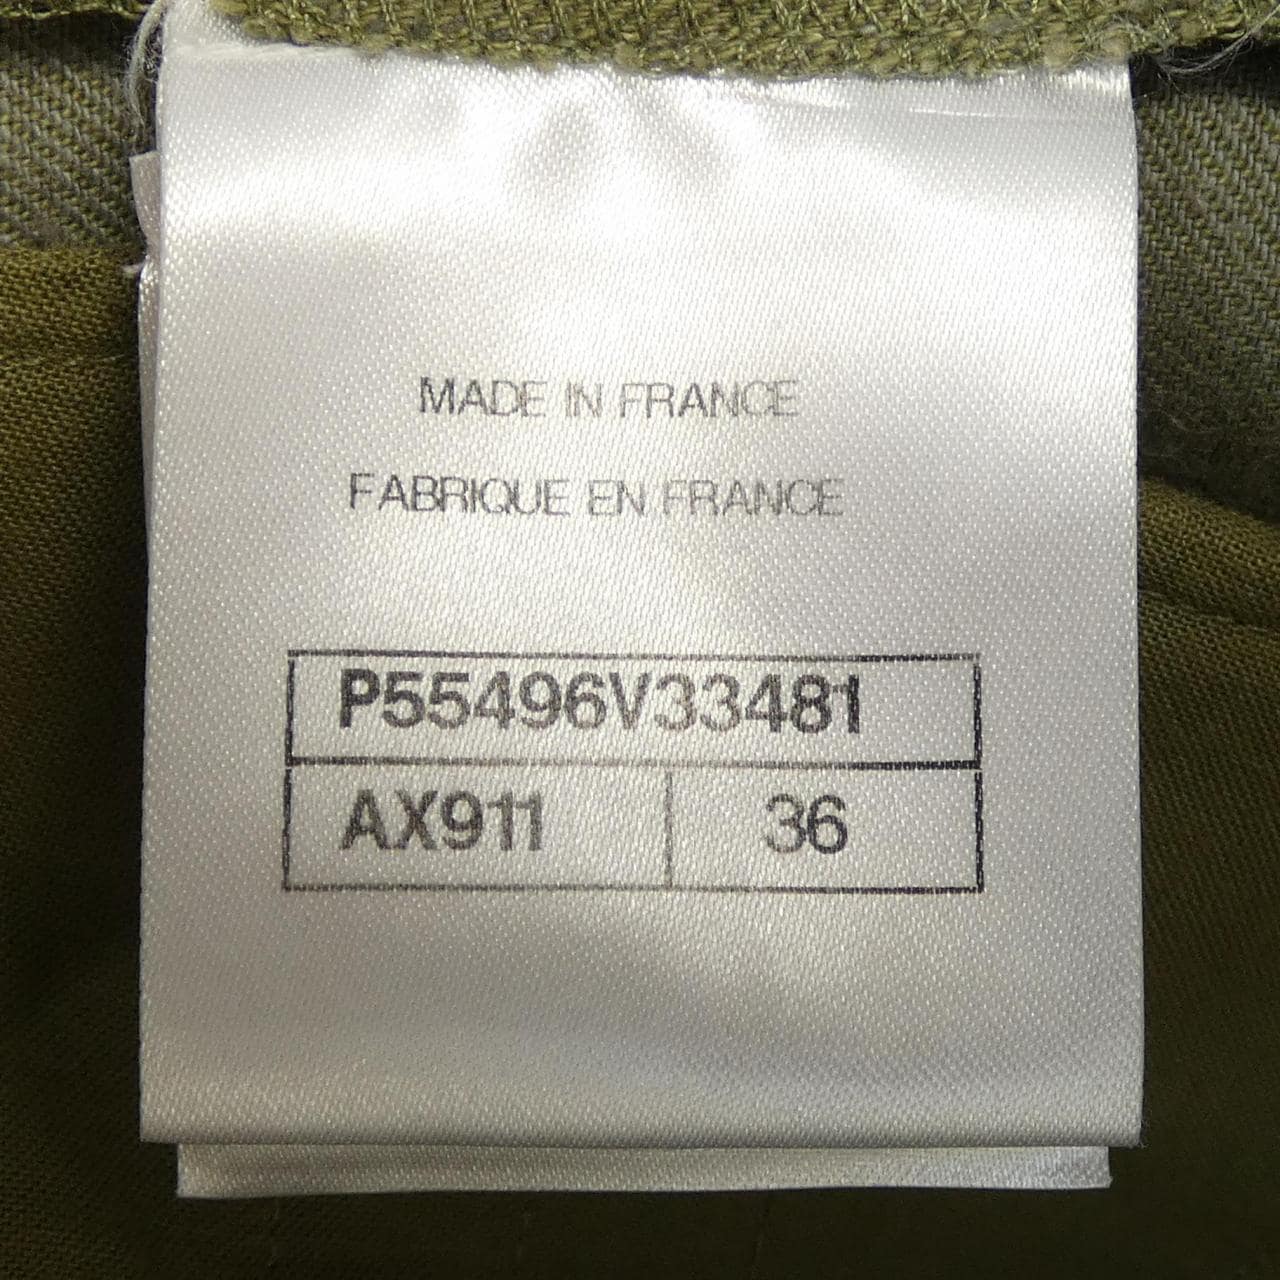 MADE IN FRANCE
FABRIQUE EN FRANCE
P55496V33481
AX911 36